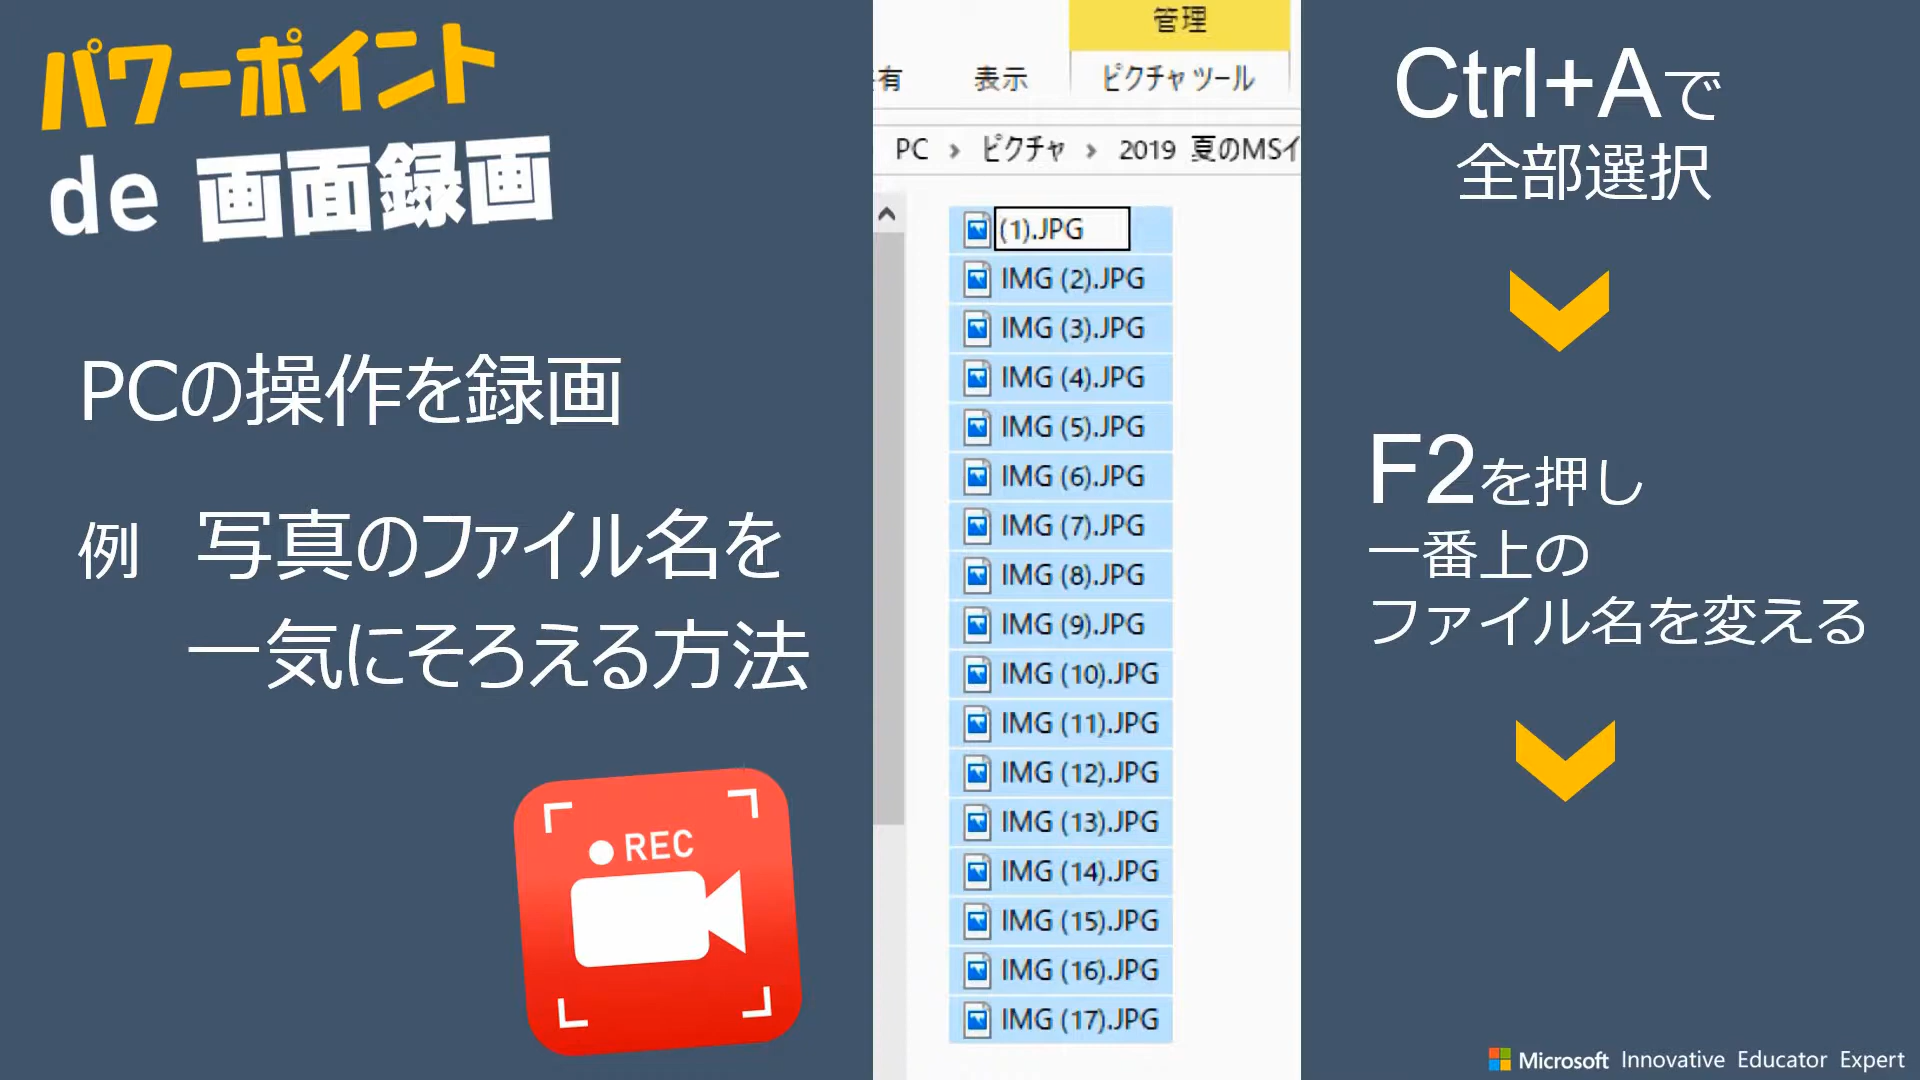 パワーポイント
de 画面録画
PCの操作を録画
例 写真のファイル名を
一気にそろえる方法
REC
管理
有 表示 ピクチャ ツール
PC › ピクチャ › 2019 夏のMSイ
(1).JPG
IMG (2).JPG
IMG (3).JPG
IMG (4).JPG
IMG (5).JPG
IMG (6).JPG
IMG (7).JPG
IMG (8).JPG
IMG (9).JPG
IMG (10).JPG
IMG (11).JPG
IMG (12).JPG
IMG (13).JPG
IMG (14).JPG
IMG (15).JPG
IMG (16).JPG
IMG (17).JPG
Ctrl+Aで
全部選択
F2を押し
一番上の
ファイル名を変える
Microsoft Innovative Educator Expert